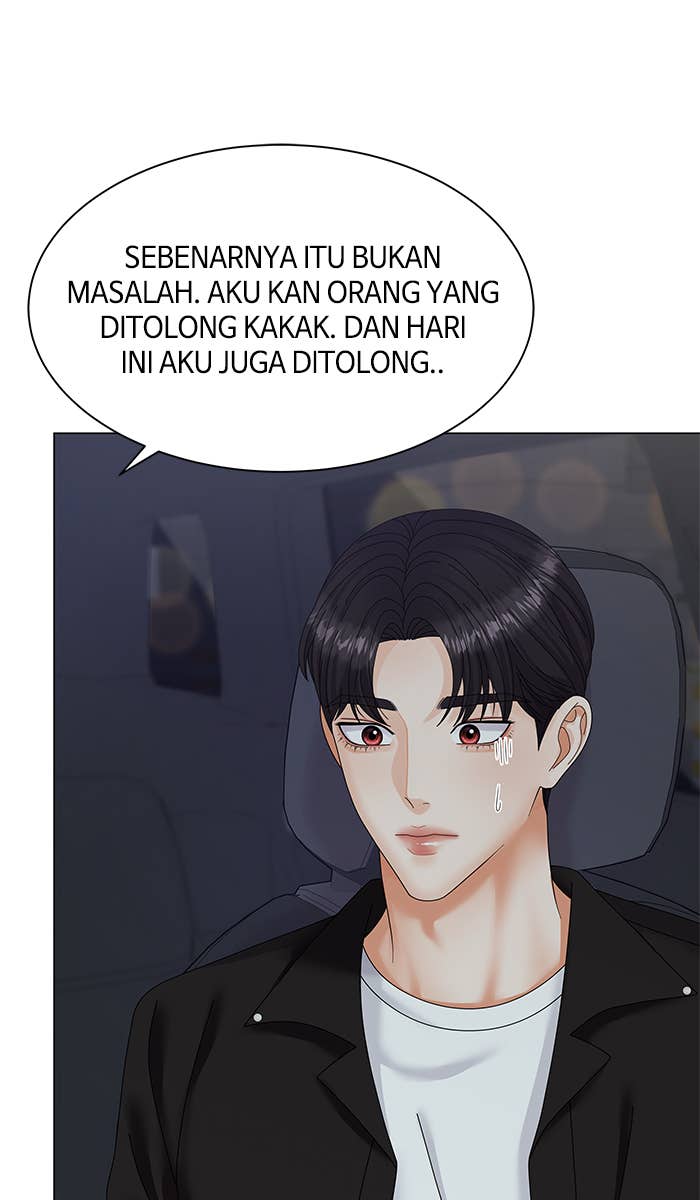 SEBENARNYA ITU BUKAN
MASALAH. AKU KAN ORANG YANG
DITOLONG KAKAK. DAN HARI
INI AKU JUGA DITOLONG..